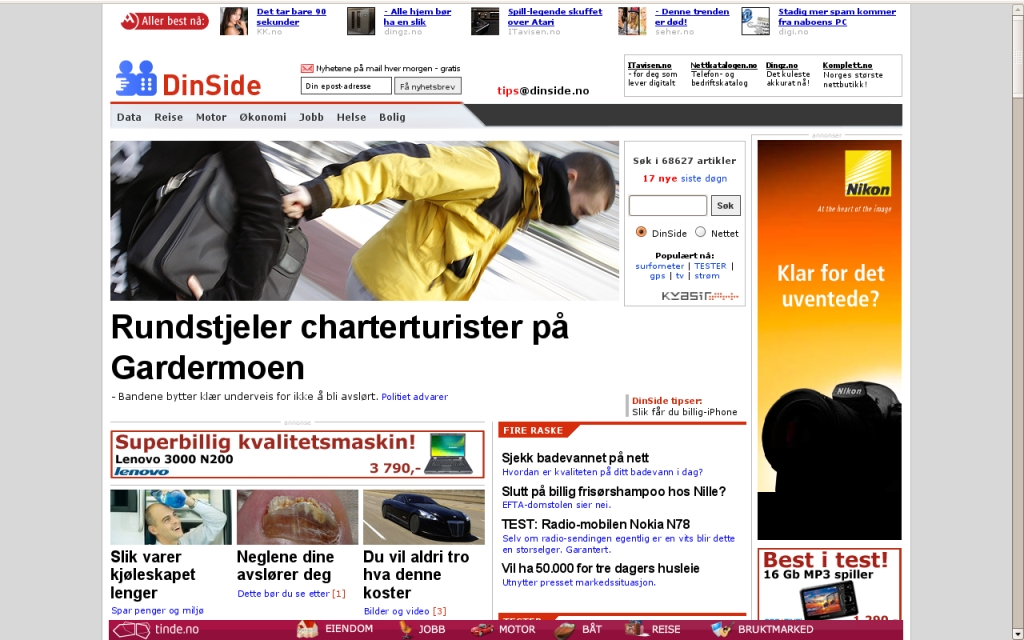 Aller best nå:
Det tar bare 90
sekunder
KK.no
- Alle hjem bør
ha en slik
dingz.no
Spill-legende skuffet
over Atari
ITavisen.no
- Denne trenden
er død!
seher.no
Stadig mer spam kommer
fra naboens PC
digi.no
DinSide
Nyhetene på mail hver morgen - gratis
Din epost-adresse
Få nyhetsbrev
tips@dinside.no
ITavisen.no
- for deg som
lever digitalt
Nettkatalogen.no
Telefon- og
bedriftskatalog
Dingz.no
Det kuleste
akkurat nå!
Komplett.no
Norges største
nettbutikk!
Data Reise Motor Økonomi Jobb Helse Bolig
annonser
Søk i 68627 artikler
17 nye siste døgn
Søk
DinSide Nettet
Populært nå:
surfometer | TESTER |
gps | tv | strøm
KVASIR
Nikon
At the heart of the image
Klar for det
uventede?
Nikon
Rundstjeler charterturister på
Gardermoen
- Bandene bytter klær underveis for ikke å bli avslørt. Politiet advarer
DinSide tipser:
Slik får du billig-iPhone
annonse
Superbillig kvalitetsmaskin!
Lenovo 3000 N200
lenovo
3 790,-
FIRE RASKE
Sjekk badevannet på nett
Hvordan er kvaliteten på ditt badevann i dag?
Slutt på billig frisørshampoo hos Nille?
EFTA-domstolen sier nei.
TEST: Radio-mobilen Nokia N78
Selv om radio-sendingen egentlig er en vits blir dette
en storselger. Garantert.
Vil ha 50.000 for tre dagers husleie
Utnytter presset markedssituasjon.
Slik varer
kjøleskapet
lenger
Spar penger og miljø
Neglene dine
avslører deg
Dette bør du se etter [1]
Du vil aldri tro
hva denne
koster
Bilder og video [3]
TESTER
Best i test!
16 Gb MP3 spiller
1 290,-
tinde.no
EIENDOM
JOBB
MOTOR
BÅT
REISE
BRUKTMARKED